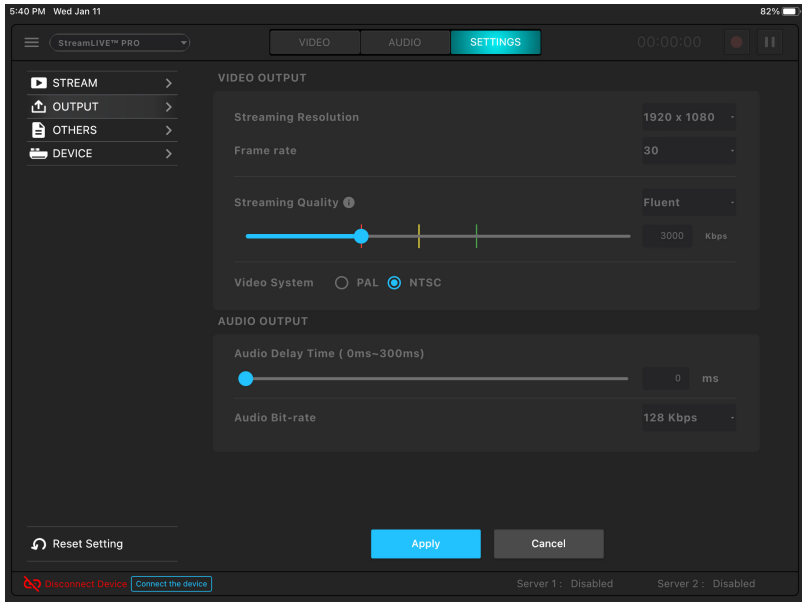 5:40 PM Wed Jan 11 82%
StreamLIVE™ PRO VIDEO AUDIO SETTINGS 00:00:00
STREAM
OUTPUT
OTHERS
DEVICE
VIDEO OUTPUT
Streaming Resolution 1920 x 1080
Frame rate 30
Streaming Quality Fluent
3000 Kbps
Video System PAL NTSC
AUDIO OUTPUT
Audio Delay Time ( 0ms~300ms)
0 ms
Audio Bit-rate 128 Kbps
Reset Setting Apply Cancel
Disconnect Device Connect the device Server 1 : Disabled Server 2 : Disabled